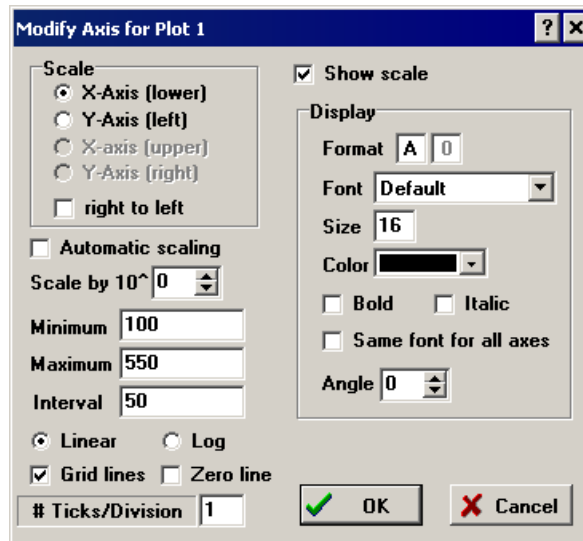 Modify Axis for Plot 1
Scale
X-Axis (lower)
Y-Axis (left)
X-axis (upper)
Y-Axis (right)
right to left
Automatic scaling
Scale by 10^ 0
Minimum 100
Maximum 550
Interval 50
Linear Log
Grid lines Zero line
# Ticks/Division 1
Show scale
Display
Format A 0
Font Default
Size 16
Color
Bold Italic
Same font for all axes
Angle 0
OK Cancel